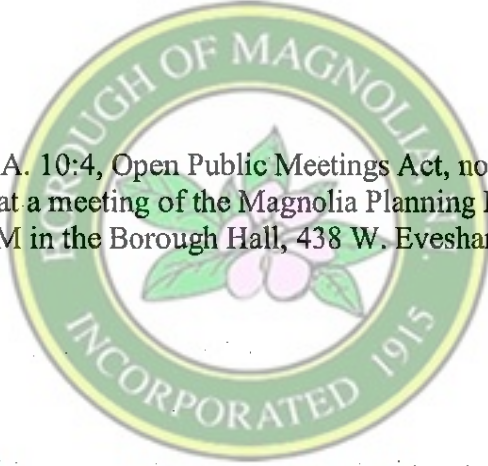 BOROUGH OF MAGNOLIA, N.J.
A. 10:4, Open Public Meetings Act, no
at a meeting of the Magnolia Planning
M in the Borough Hall, 438 W. Evesha
INCORPORATED 1915